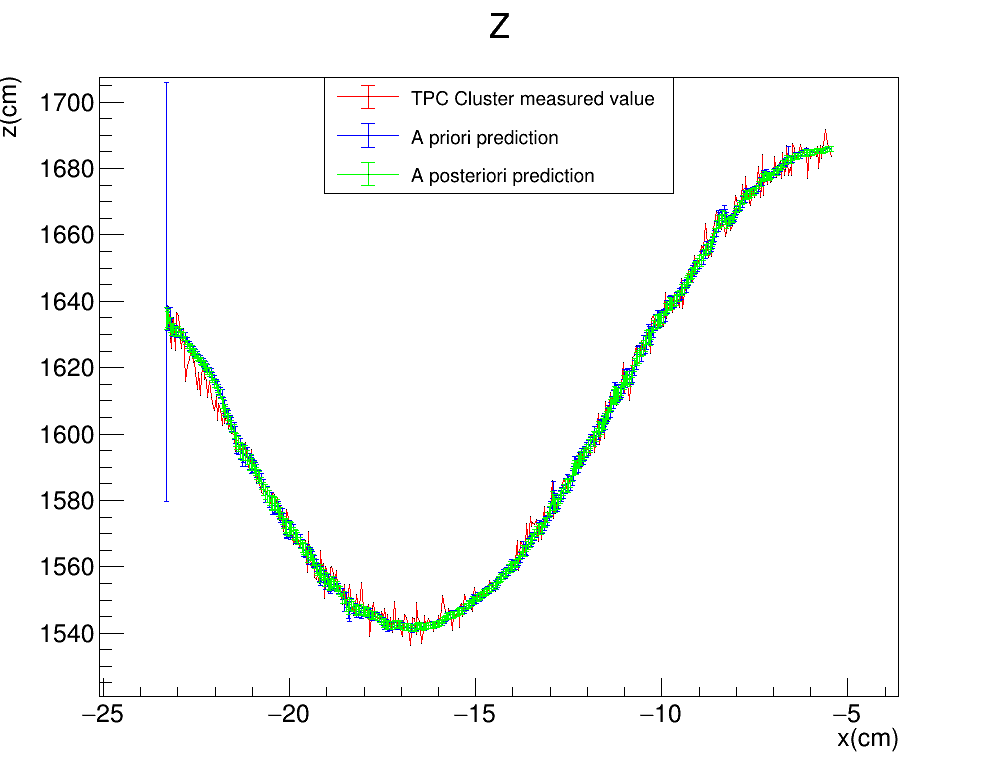 Z
z(cm)
TPC Cluster measured value
A priori prediction
A posteriori prediction
1700
1680
1660
1640
1620
1600
1580
1560
1540
−25 −20 −15 −10 −5
x(cm)